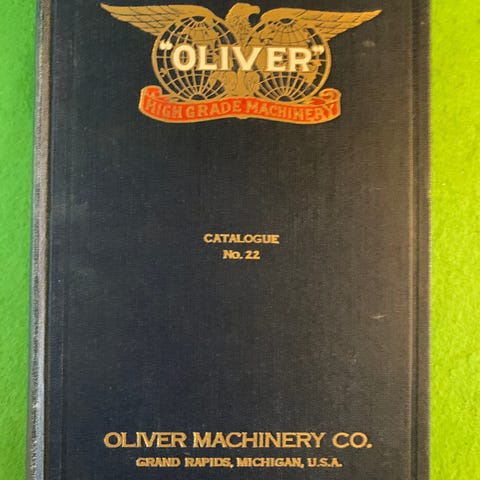 "OLIVER"
HIGH GRADE MACHINERY
CATALOGUE
No. 22
OLIVER MACHINERY CO.
GRAND RAPIDS, MICHIGAN, U.S.A.